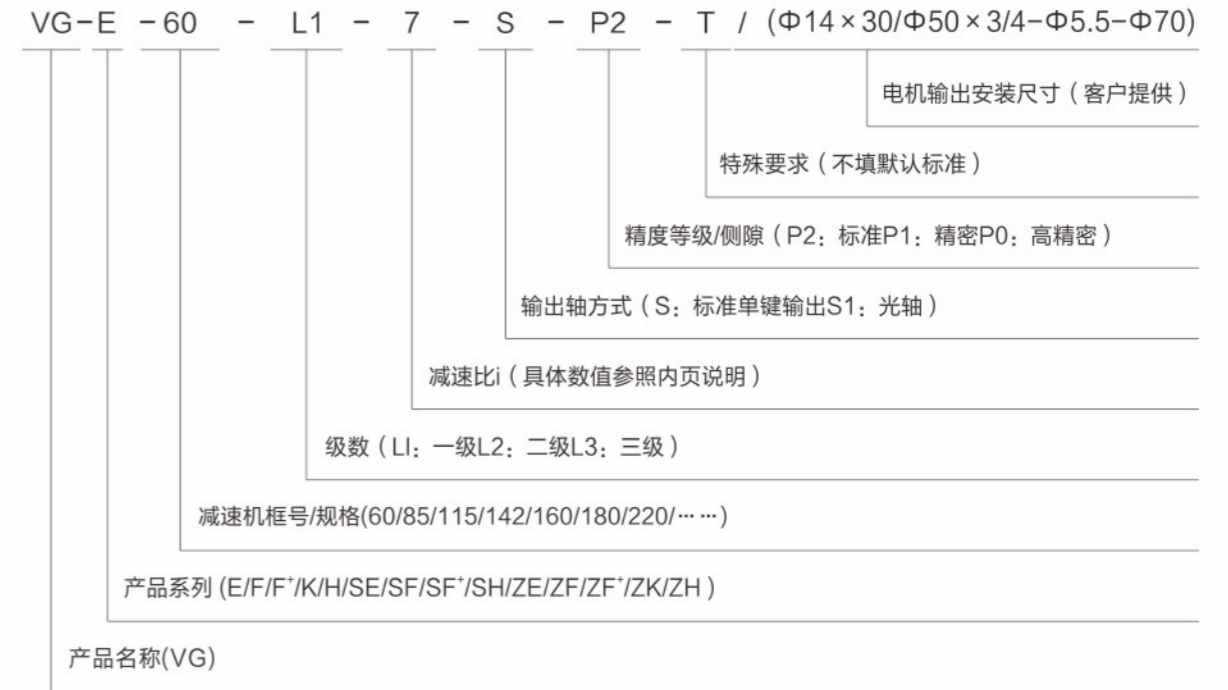 VG-E-60 - L1 - 7 - S - P2 - T / (Φ14×30/Φ50×3/4-Φ5.5-Φ70)
电机输出安装尺寸（客户提供）
特殊要求（不填默认标准）
精度等级/侧隙（P2：标准P1：精密P0：高精密）
输出轴方式（S：标准单键输出S1：光轴）
减速比i（具体数值参照内页说明）
级数（LI：一级L2：二级L3：三级）
减速机框号/规格(60/85/115/142/160/180/220/……)
产品系列 (E/F/F⁺/K/H/SE/SF/SF⁺/SH/ZE/ZF/ZF⁺/ZK/ZH )
产品名称(VG)